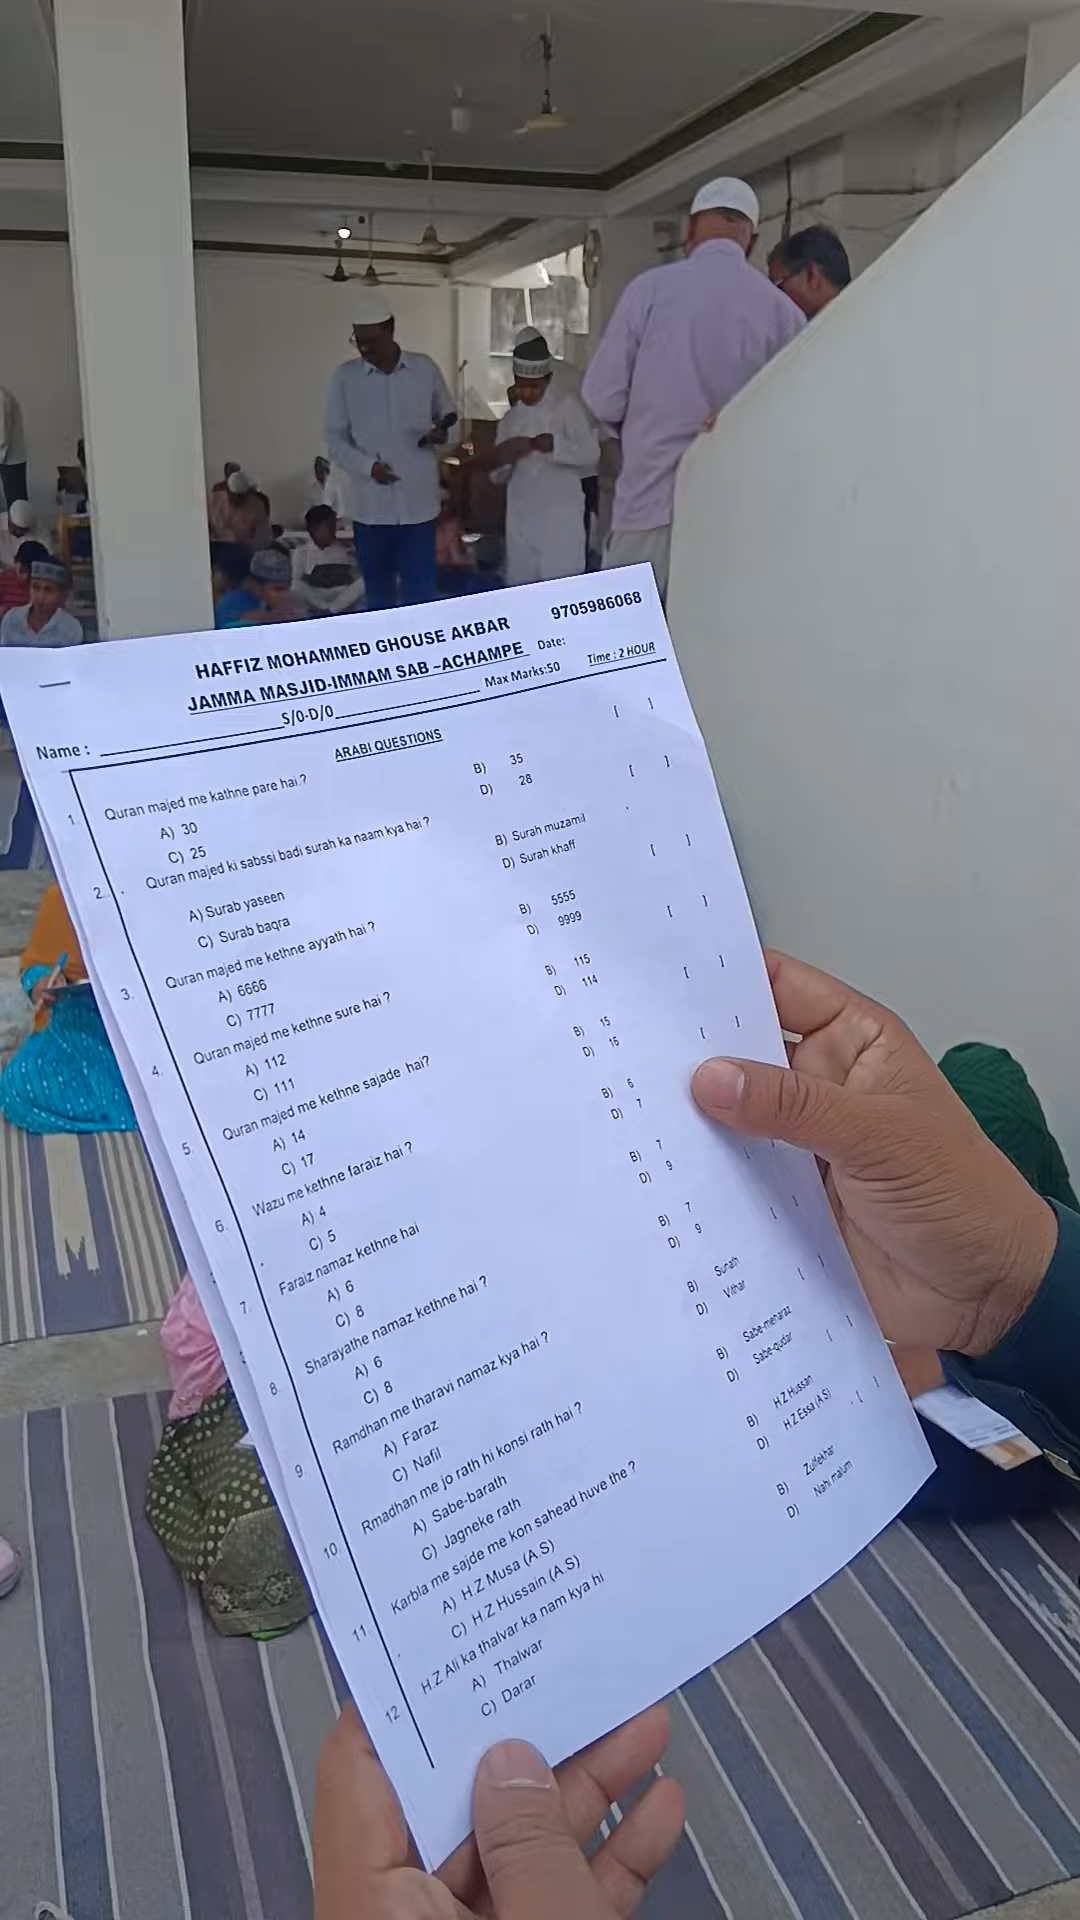 HAFFIZ MOHAMMED GHOUSE AKBAR 9705986068
JAMMA MASJID-IMMAM SAB –ACHAMPE Date:
Name : S/0-D/0 Max Marks:50 Time : 2 HOUR
ARABI QUESTIONS
1. Quran majed me kathne pare hai.? [ ]
A) 30 B) 35
C) 25 D) 28
2. Quran majed ki sabssi badi surah ka naam kya hai ? [ ]
A) Surab yaseen B) Surah muzamil
C) Surab baqra D) Surah khaff
3. Quran majed me kethne ayyath hai ? [ ]
A) 6666 B) 5555
C) 7777 D) 9999
4. Quran majed me kethne sure hai ? [ ]
A) 112 B) 115
C) 111 D) 114
5. Quran majed me kethne sajade hai? [ ]
A) 14 B) 15
C) 17 D) 16
6. Wazu me kethne faraiz hai ? [ ]
A) 4 B) 6
C) 5 D) 7
7. Faraiz namaz kethne hai
A) 6 B) 7
C) 8 D) 9
8. Sharayathe namaz kethne hai ? [ ]
A) 6 B) 7
C) 8 D) 9
9 Ramdhan me tharavi namaz kya hai ? [ ]
A) Faraz B) Sunath
C) Nafil D) Vithar
10. Rmadhan me jo rath hi konsi rath hai ? [ ]
A) Sabe-barath B) Sabe-meharaz
C) Jagneke rath D) Sabe-qudar
11. Karbla me sajde me kon sahead huve the ? [ ]
A) H.Z Musa (A.S) B) H.Z Hussan
C) H.Z Hussain (A.S) D) H.Z Essa (A.S)
12 H.Z Ali ka thalvar ka nam kya hi [ ]
A) Thalwar B) Zulfekhar
C) Darar D) Nahi malum